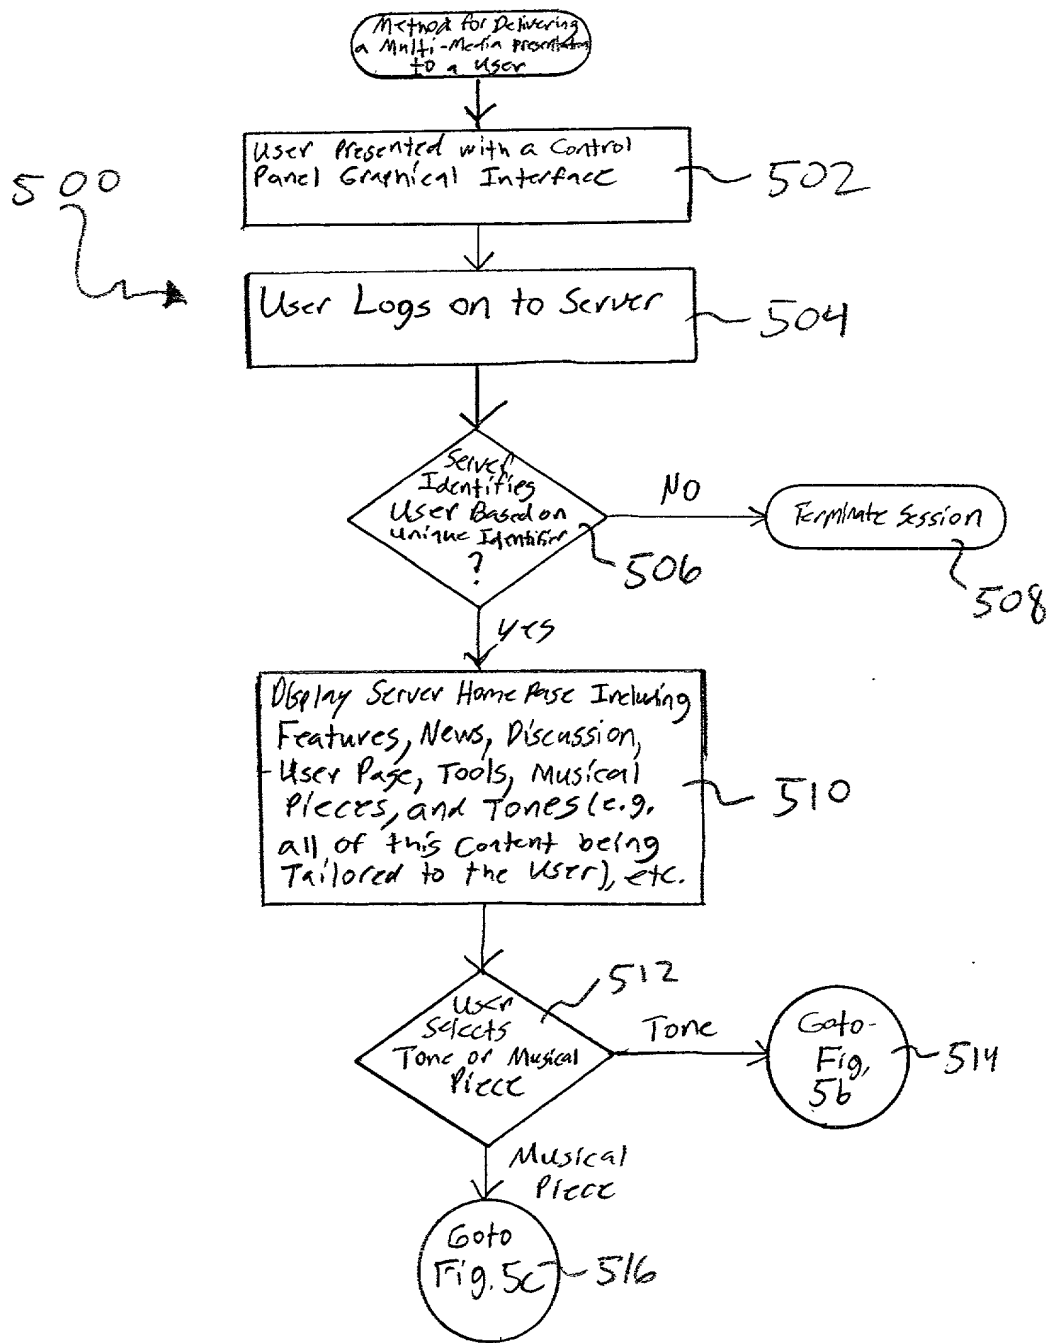 Method for Delivering
a Multi-Media presentation
to a user
User Presented with a Control
Panel Graphical Interface
502
500
User Logs on to Server
504
Server
Identifies
User Based on
Unique Identifier
?
506
NO
Terminate Session
508
yes
Display Server Home Page Including
Features, News, Discussion,
User Page, Tools, Musical
Pieces, and Tones (e.g.
all of this Content being
Tailored to the User), etc.
510
512
User
Selects
Tone or Musical
Piece
Tone
Goto
Fig.
5b
514
Musical
Piece
Goto
Fig. 5c
516